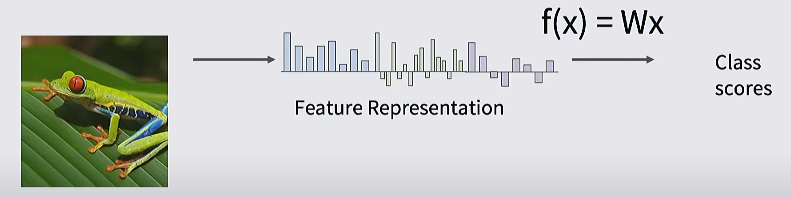 f(x) = Wx
Feature Representation
Class
scores